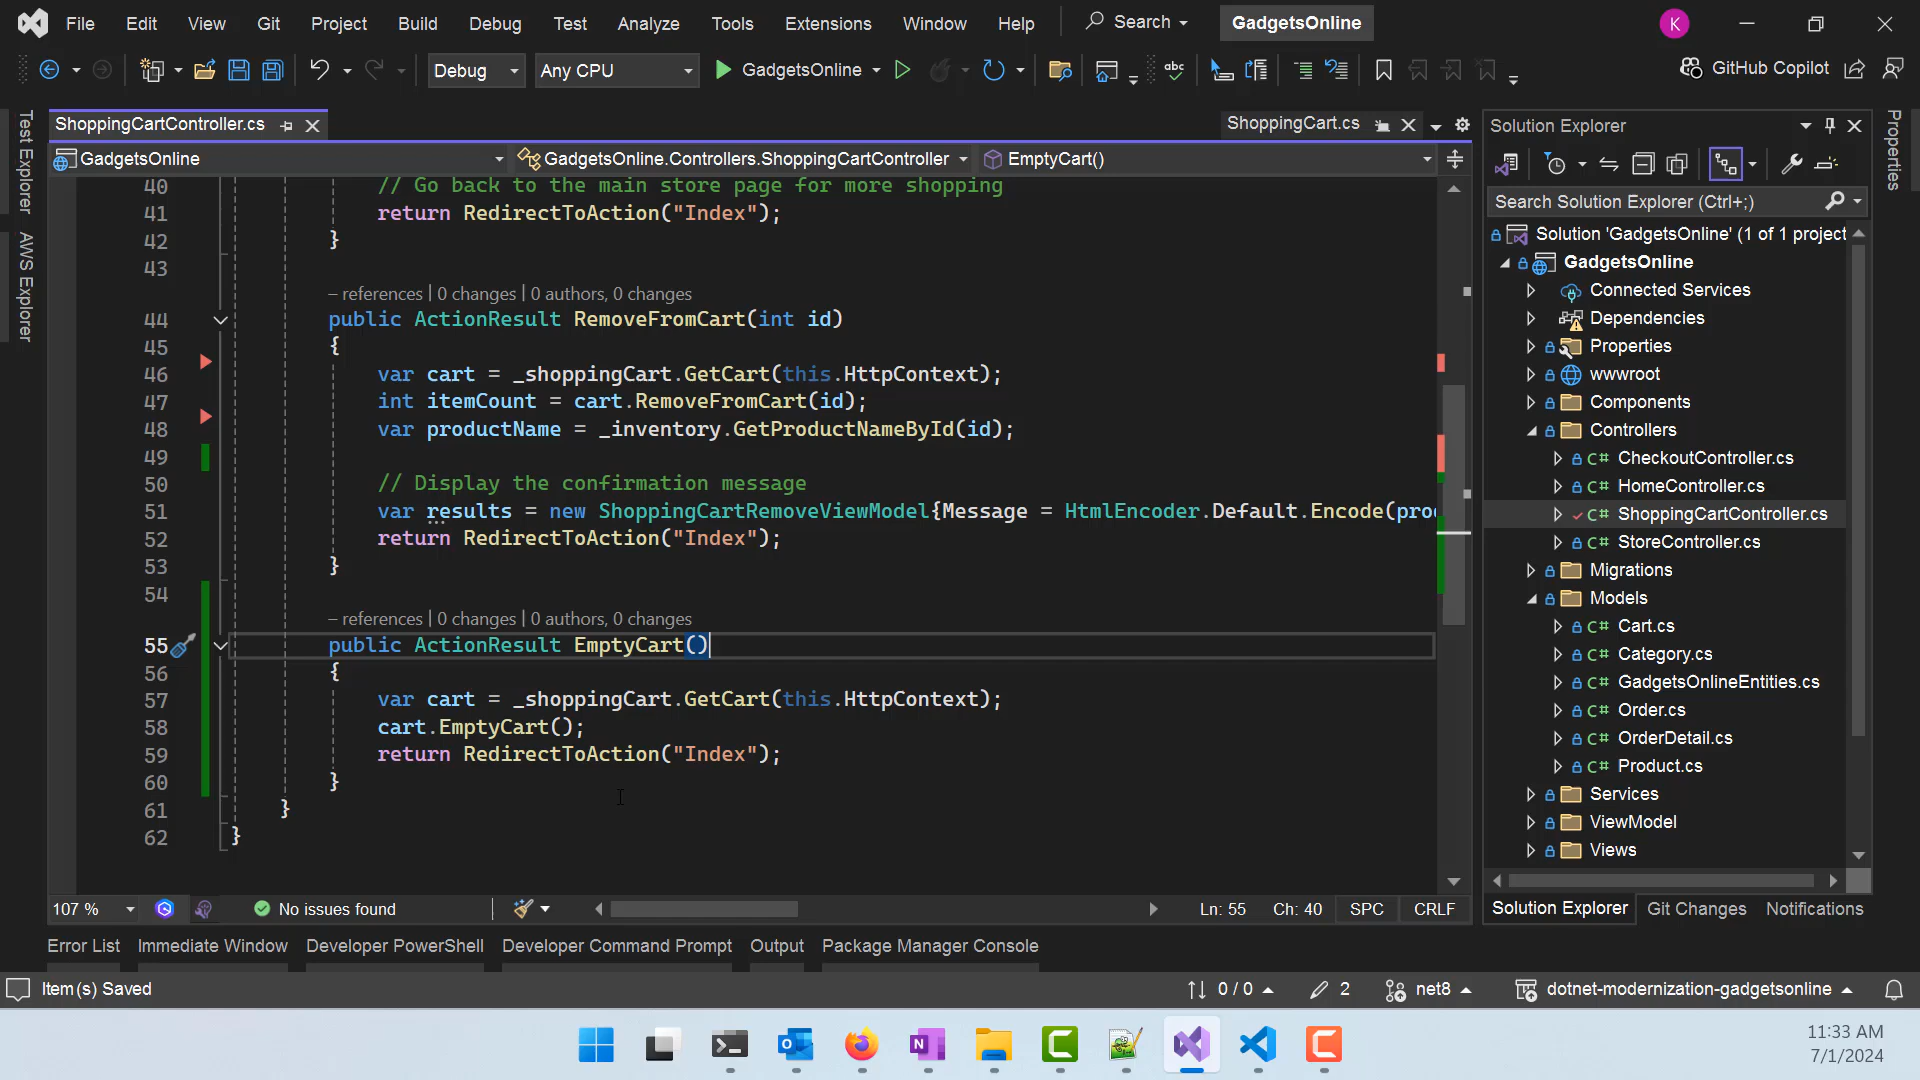 File Edit View Git Project Build Debug Test Analyze Tools Extensions Window Help Search GadgetsOnline K
Debug Any CPU GadgetsOnline abc GitHub Copilot
Test Explorer
AWS Explorer
ShoppingCartController.cs ShoppingCart.cs
GadgetsOnline GadgetsOnline.Controllers.ShoppingCartController EmptyCart()
40 // Go back to the main store page for more shopping
41 return RedirectToAction("Index");
42 }
43
– references | 0 changes | 0 authors, 0 changes
44 public ActionResult RemoveFromCart(int id)
45 {
46 var cart = _shoppingCart.GetCart(this.HttpContext);
47 int itemCount = cart.RemoveFromCart(id);
48 var productName = _inventory.GetProductNameById(id);
49
50 // Display the confirmation message
51 var results = new ShoppingCartRemoveViewModel{Message = HtmlEncoder.Default.Encode(pro
52 return RedirectToAction("Index");
53 }
54
– references | 0 changes | 0 authors, 0 changes
55 public ActionResult EmptyCart()
56 {
57 var cart = _shoppingCart.GetCart(this.HttpContext);
58 cart.EmptyCart();
59 return RedirectToAction("Index");
60 }
61 }
62 }
107 % No issues found Ln: 55 Ch: 40 SPC CRLF
Solution Explorer
Search Solution Explorer (Ctrl+;)
Solution 'GadgetsOnline' (1 of 1 project
GadgetsOnline
Connected Services
Dependencies
Properties
wwwroot
Components
Controllers
C# CheckoutController.cs
C# HomeController.cs
C# ShoppingCartController.cs
C# StoreController.cs
Migrations
Models
C# Cart.cs
C# Category.cs
C# GadgetsOnlineEntities.cs
C# Order.cs
C# OrderDetail.cs
C# Product.cs
Services
ViewModel
Views
Solution Explorer Git Changes Notifications
Properties
Error List Immediate Window Developer PowerShell Developer Command Prompt Output Package Manager Console
Item(s) Saved 0 / 0 2 net8 dotnet-modernization-gadgetsonline
11:33 AM
7/1/2024